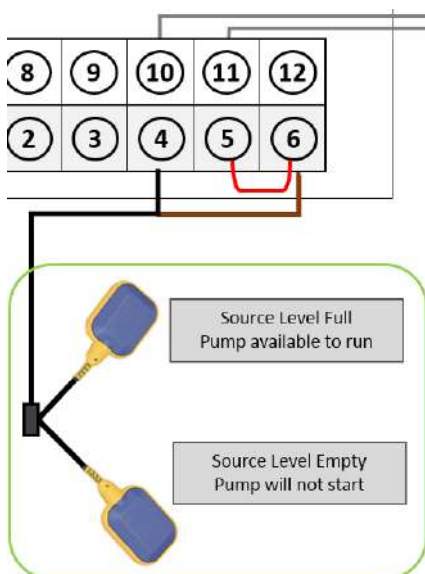 8 9 10 11 12
2 3 4 5 6
Source Level Full
Pump available to run
Source Level Empty
Pump will not start